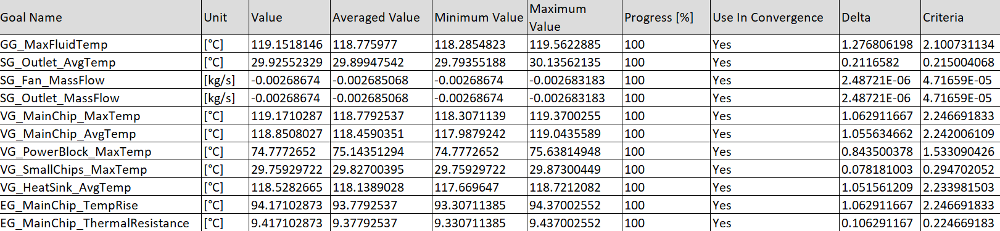 Goal Name Unit Value Averaged Value Minimum Value Maximum Value Progress [%] Use In Convergence Delta Criteria
GG_MaxFluidTemp [°C] 119.1518146 118.775977 118.2854823 119.5622885 100 Yes 1.276806198 2.100731134
SG_Outlet_AvgTemp [°C] 29.92552329 29.89947542 29.79355188 30.13562135 100 Yes 0.2116582 0.215004068
SG_Fan_MassFlow [kg/s] -0.00268674 -0.002685068 -0.00268674 -0.002683183 100 Yes 2.48721E-06 4.71659E-05
SG_Outlet_MassFlow [kg/s] -0.00268674 -0.002685068 -0.00268674 -0.002683183 100 Yes 2.48721E-06 4.71659E-05
VG_MainChip_MaxTemp [°C] 119.1710287 118.7792537 118.3071139 119.3700255 100 Yes 1.062911667 2.246691833
VG_MainChip_AvgTemp [°C] 118.8508027 118.4590351 117.9879242 119.0435589 100 Yes 1.055634662 2.242006109
VG_PowerBlock_MaxTemp [°C] 74.7772652 75.14351294 74.7772652 75.63814948 100 Yes 0.843500378 1.533090426
VG_SmallChips_MaxTemp [°C] 29.75929722 29.82700395 29.75929722 29.87300449 100 Yes 0.078181003 0.294702052
VG_HeatSink_AvgTemp [°C] 118.5282665 118.1389028 117.669647 118.7212082 100 Yes 1.051561209 2.233981503
EG_MainChip_TempRise [°C] 94.17102873 93.7792537 93.30711385 94.37002552 100 Yes 1.062911667 2.246691833
EG_MainChip_ThermalResistance [°C] 9.417102873 9.37792537 9.330711385 9.437002552 100 Yes 0.106291167 0.224669183